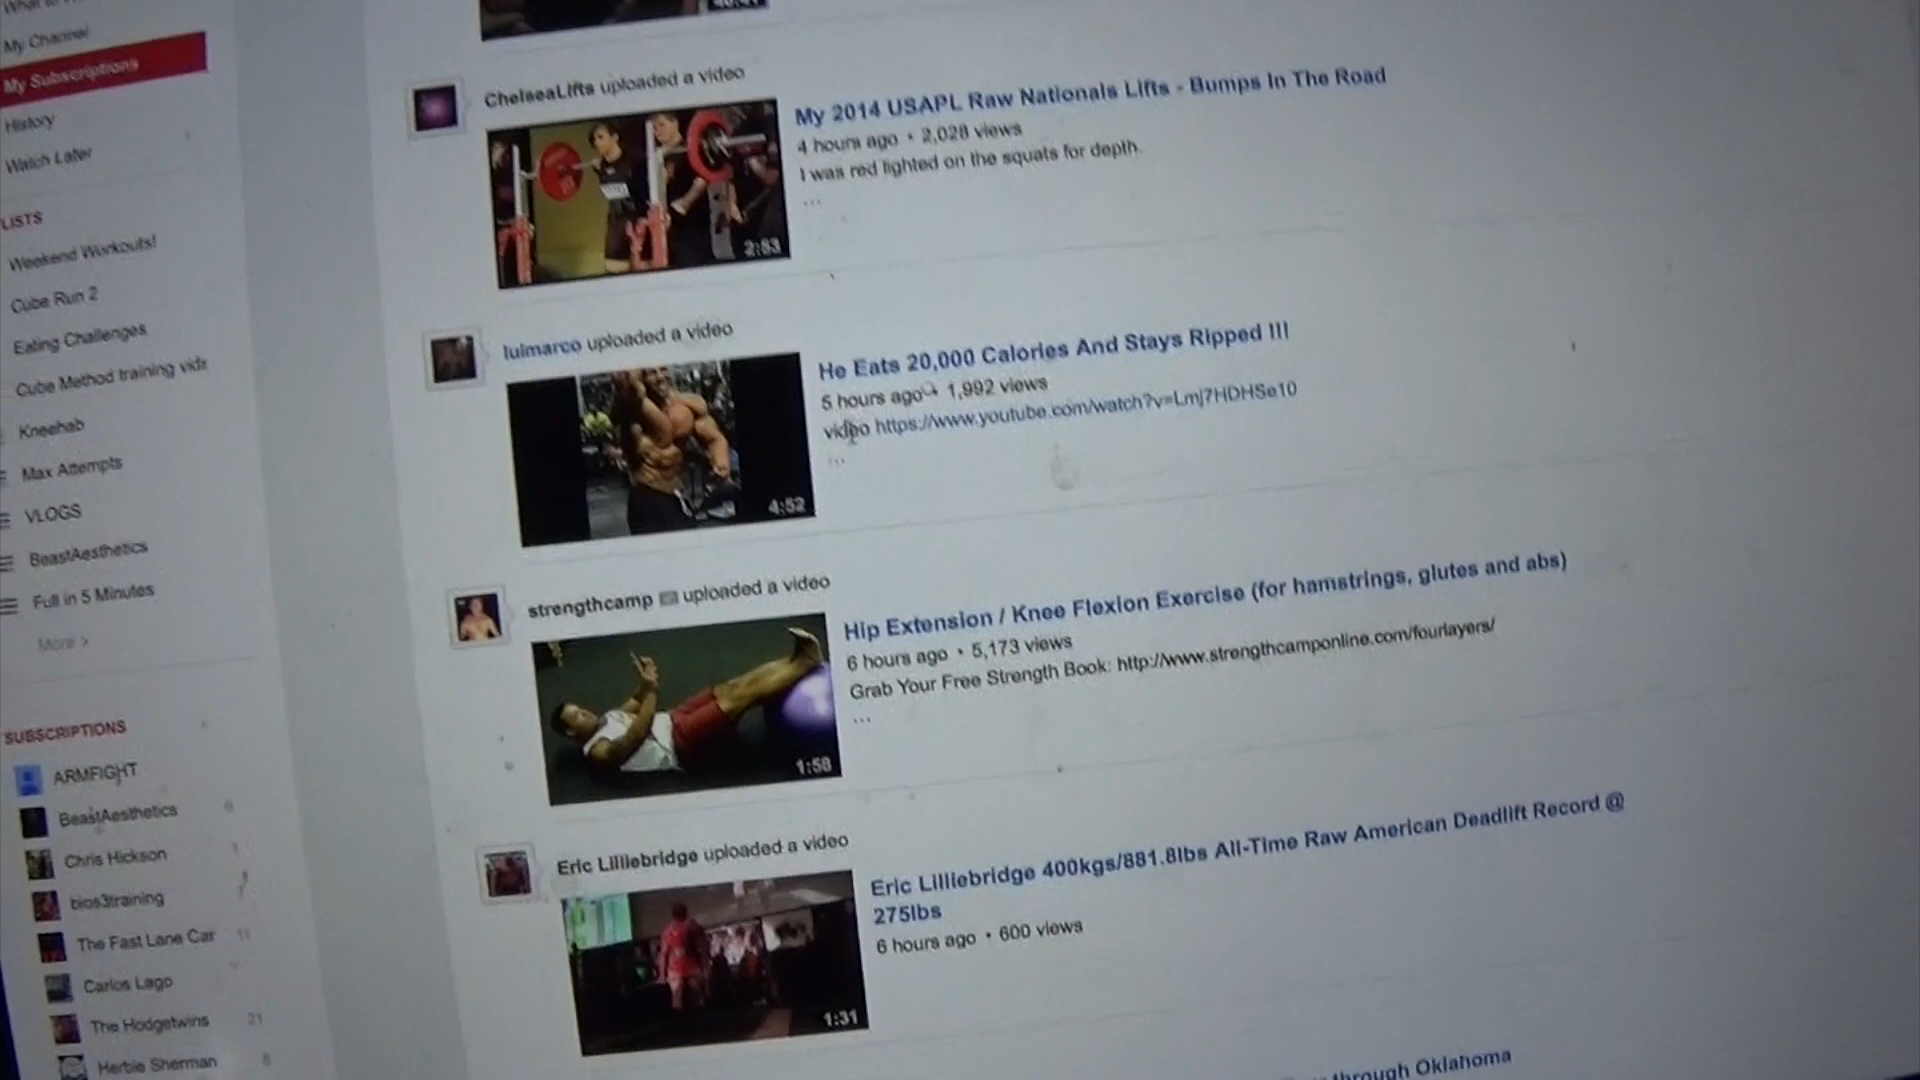 My Channel
My Subscriptions
History
Watch Later
LISTS
Weekend Workouts!
Cube Run 2
Eating Challenges
Cube Method training vids
Kneehab
Max Attempts
VLOGS
BeastAesthetics
Full in 5 Minutes
More >
SUBSCRIPTIONS
ARMFIGHT
BeastAesthetics 6
Chris Hickson
bios3training
The Fast Lane Car 11
Carlos Lago
The Hodgetwins 21
Herbie Sherman 8
ChelseaLifts uploaded a video
My 2014 USAPL Raw Nationals Lifts - Bumps In The Road
4 hours ago • 2,028 views
I was red lighted on the squats for depth.
...
2:53
luimarco uploaded a video
He Eats 20,000 Calories And Stays Ripped !!!
5 hours ago • 1,992 views
video https://www.youtube.com/watch?v=Lmj7HDHSe10
...
4:52
strengthcamp uploaded a video
Hip Extension / Knee Flexion Exercise (for hamstrings, glutes and abs)
6 hours ago • 5,173 views
Grab Your Free Strength Book: http://www.strengthcamponline.com/fourlayers/
...
1:58
Eric Lilliebridge uploaded a video
Eric Lilliebridge 400kgs/881.8lbs All-Time Raw American Deadlift Record @
275lbs
6 hours ago • 600 views
1:31
through Oklahoma